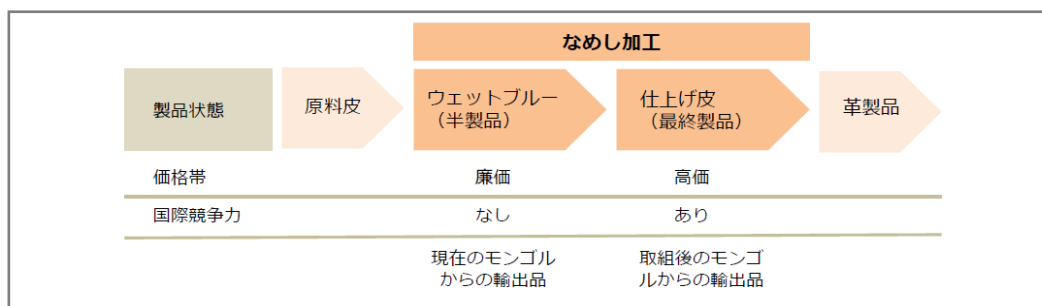 なめし加工
製品状態
原料皮
ウェットブルー
（半製品）
仕上げ皮
（最終製品）
革製品
価格帯
廉価
高価
国際競争力
なし
あり
現在のモンゴル
からの輸出品
取組後のモンゴ
ルからの輸出品